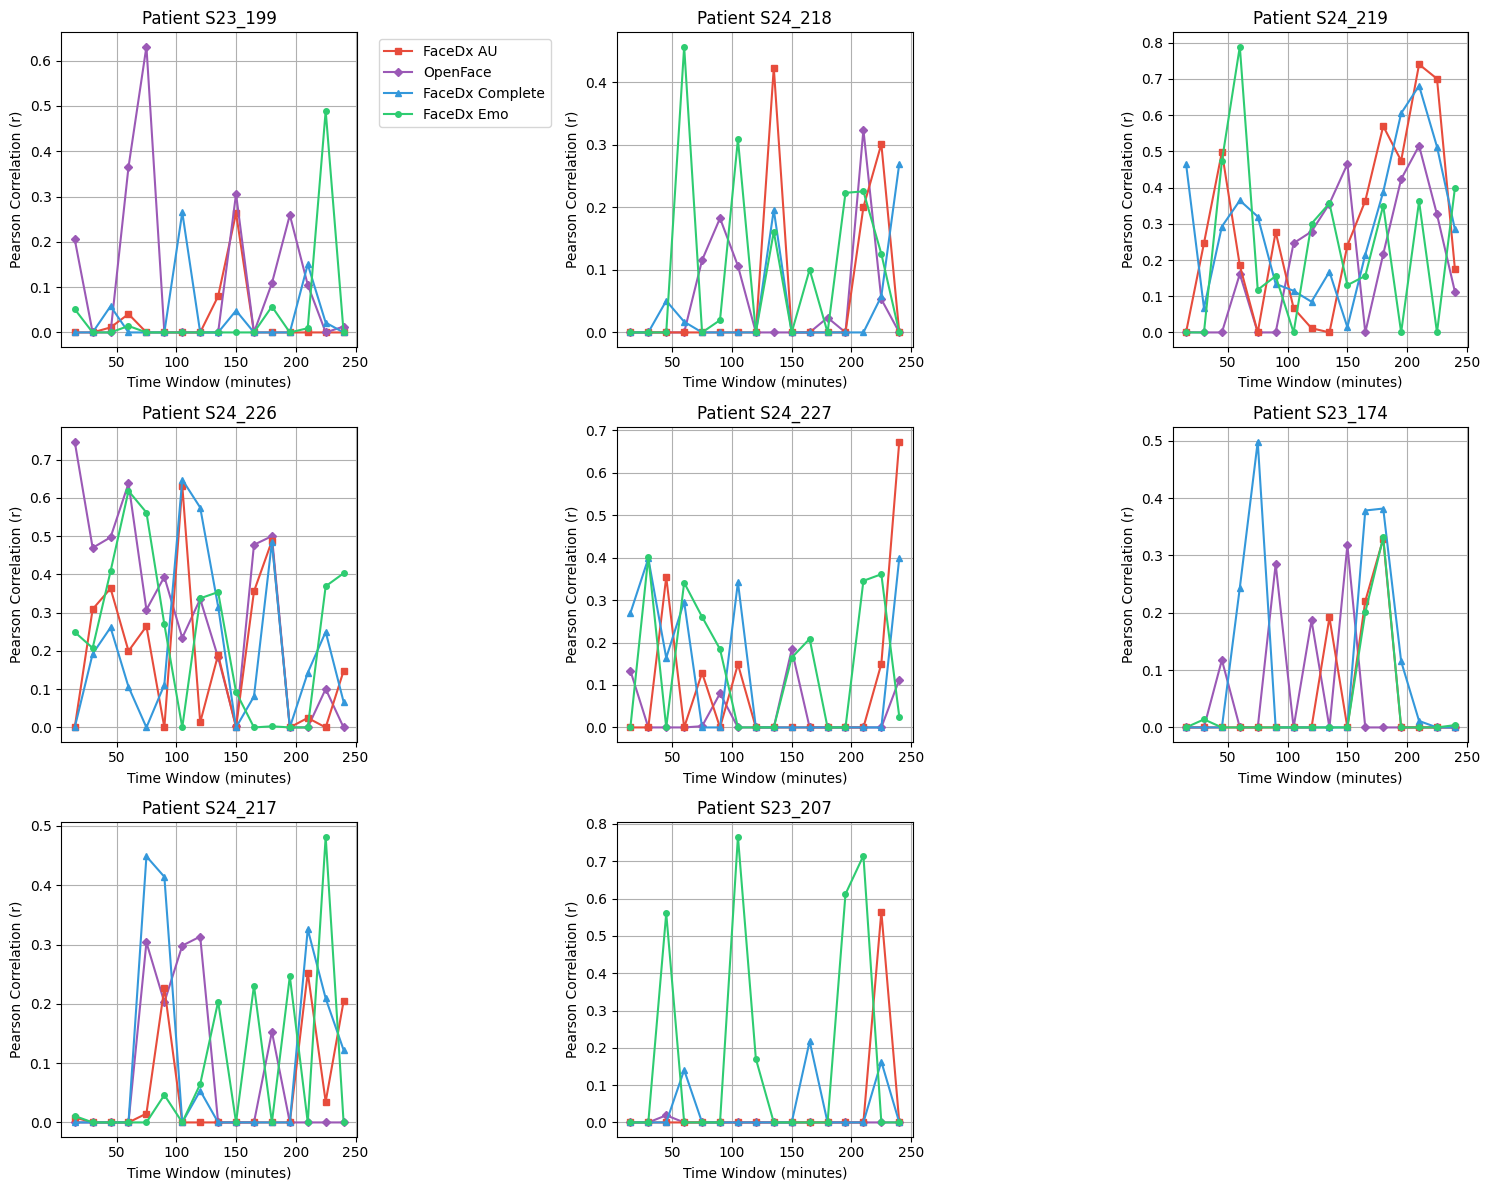 Patient S23_199
Pearson Correlation (r)
0.6
0.5
0.4
0.3
0.2
0.1
0.0
50 100 150 200 250
Time Window (minutes)
FaceDx AU
OpenFace
FaceDx Complete
FaceDx Emo
Patient S24_218
Pearson Correlation (r)
0.4
0.3
0.2
0.1
0.0
50 100 150 200 250
Time Window (minutes)
Patient S24_219
Pearson Correlation (r)
0.8
0.7
0.6
0.5
0.4
0.3
0.2
0.1
0.0
50 100 150 200 250
Time Window (minutes)
Patient S24_226
Pearson Correlation (r)
0.7
0.6
0.5
0.4
0.3
0.2
0.1
0.0
50 100 150 200 250
Time Window (minutes)
Patient S24_227
Pearson Correlation (r)
0.7
0.6
0.5
0.4
0.3
0.2
0.1
0.0
50 100 150 200 250
Time Window (minutes)
Patient S23_174
Pearson Correlation (r)
0.5
0.4
0.3
0.2
0.1
0.0
50 100 150 200 250
Time Window (minutes)
Patient S24_217
Pearson Correlation (r)
0.5
0.4
0.3
0.2
0.1
0.0
50 100 150 200 250
Time Window (minutes)
Patient S23_207
Pearson Correlation (r)
0.8
0.7
0.6
0.5
0.4
0.3
0.2
0.1
0.0
50 100 150 200 250
Time Window (minutes)